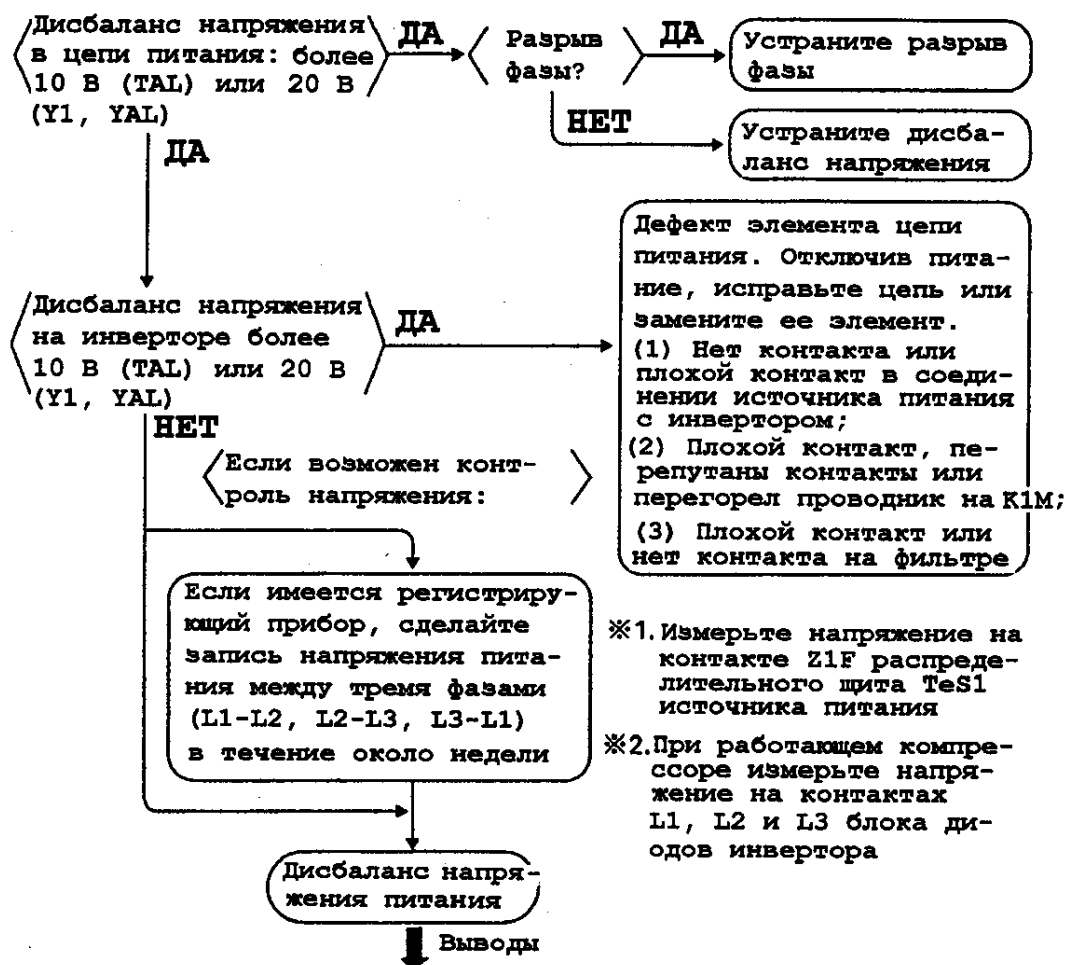 Дисбаланс напряжения
в цепи питания: более
10 В (TAL) или 20 В
(Y1, YAL)
ДА
Разрыв
фазы?
ДА
Устраните разрыв
фазы
НЕТ
Устраните дисба-
ланс напряжения
ДА
Дисбаланс напряжения
на инверторе более
10 В (TAL) или 20 В
(Y1, YAL)
ДА
Дефект элемента цепи
питания. Отключив пита-
ние, исправьте цепь или
замените ее элемент.
(1) Нет контакта или
плохой контакт в соеди-
нении источника питания
с инвертором;
(2) Плохой контакт, пе-
репутаны контакты или
перегорел проводник на K1M;
(3) Плохой контакт или
нет контакта на фильтре
НЕТ
Если возможен конт-
роль напряжения:
Если имеется регистриру-
ющий прибор, сделайте
запись напряжения пита-
ния между тремя фазами
(L1-L2, L2-L3, L3-L1)
в течение около недели
※1. Измерьте напряжение на
контакте Z1F распреде-
лительного щита TeS1
источника питания
※2. При работающем компре-
ссоре измерьте напря-
жение на контактах
L1, L2 и L3 блока ди-
одов инвертора
Дисбаланс напря-
жения питания
Выводы